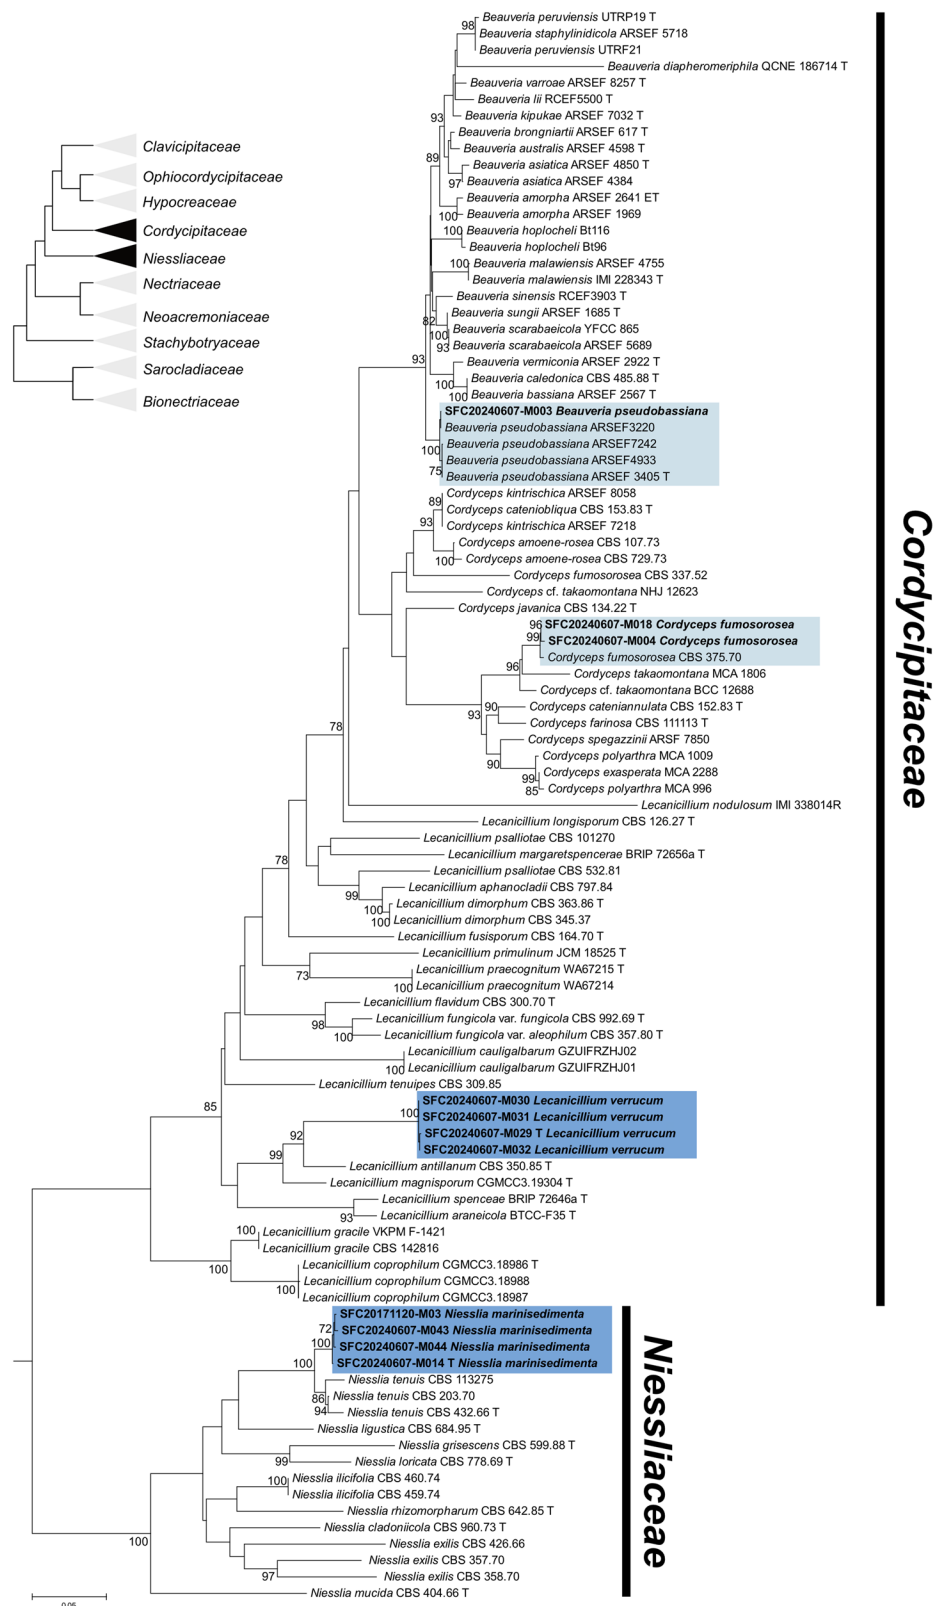 Beauveria peruviensis UTRP19 T
98
Beauveria staphylinidicola ARSEF 5718
Beauveria peruviensis UTRF21
Beauveria diapheromeriphila QCNE 186714 T
Beauveria varroae ARSEF 8257 T
Beauveria lii RCEF5500 T
Beauveria kipukae ARSEF 7032 T
93
Beauveria brongniartii ARSEF 617 T
Beauveria australis ARSEF 4598 T
89
Beauveria asiatica ARSEF 4850 T
97
Beauveria asiatica ARSEF 4384
Beauveria amorpha ARSEF 2641 ET
100
Beauveria amorpha ARSEF 1969
100
Beauveria hoplocheli Bt116
Beauveria hoplocheli Bt96
100
Beauveria malawiensis ARSEF 4755
Beauveria malawiensis IMI 228343 T
Beauveria sinensis RCEF3903 T
Beauveria sungii ARSEF 1685 T
82
Beauveria scarabaeicola YFCC 865
100
93
Beauveria scarabaeicola ARSEF 5689
93
Beauveria vermiconia ARSEF 2922 T
Beauveria caledonica CBS 485.88 T
100
Beauveria bassiana ARSEF 2567 T
100
SFC20240607-M003 Beauveria pseudobassiana
Beauveria pseudobassiana ARSEF3220
Beauveria pseudobassiana ARSEF7242
100
Beauveria pseudobassiana ARSEF4933
75
Beauveria pseudobassiana ARSEF 3405 T
Cordyceps kintrischica ARSEF 8058
89
Cordyceps cateniobliqua CBS 153.83 T
93
Cordyceps kintrischica ARSEF 7218
Cordyceps amoene-rosea CBS 107.73
100
Cordyceps amoene-rosea CBS 729.73
Cordyceps fumosorosea CBS 337.52
Cordyceps cf. takaomontana NHJ 12623
Cordyceps javanica CBS 134.22 T
96
SFC20240607-M018 Cordyceps fumosorosea
99
SFC20240607-M004 Cordyceps fumosorosea
Cordyceps fumosorosea CBS 375.70
96
Cordyceps takaomontana MCA 1806
Cordyceps cf. takaomontana BCC 12688
90
Cordyceps cateniannulata CBS 152.83 T
93
Cordyceps farinosa CBS 111113 T
Cordyceps spegazzinii ARSF 7850
90
Cordyceps polyarthra MCA 1009
99
Cordyceps exasperata MCA 2288
85
Cordyceps polyarthra MCA 996
78
Lecanicillium nodulosum IMI 338014R
Lecanicillium longisporum CBS 126.27 T
Lecanicillium psalliotae CBS 101270
78
Lecanicillium margaretspencerae BRIP 72656a T
Lecanicillium psalliotae CBS 532.81
99
Lecanicillium aphanocladii CBS 797.84
100
Lecanicillium dimorphum CBS 363.86 T
100
Lecanicillium dimorphum CBS 345.37
Lecanicillium fusisporum CBS 164.70 T
Lecanicillium primulinum JCM 18525 T
73
Lecanicillium praecognitum WA67215 T
100
Lecanicillium praecognitum WA67214
Lecanicillium flavidum CBS 300.70 T
98
Lecanicillium fungicola var. fungicola CBS 992.69 T
100
Lecanicillium fungicola var. aleophilum CBS 357.80 T
Lecanicillium cauligalbarum GZUIFRZHJ02
100
Lecanicillium cauligalbarum GZUIFRZHJ01
Lecanicillium tenuipes CBS 309.85
85
SFC20240607-M030 Lecanicillium verrucum
100
SFC20240607-M031 Lecanicillium verrucum
92
SFC20240607-M029 T Lecanicillium verrucum
99
SFC20240607-M032 Lecanicillium verrucum
Lecanicillium antillanum CBS 350.85 T
Lecanicillium magnisporum CGMCC3.19304 T
Lecanicillium spenceae BRIP 72646a T
93
Lecanicillium araneicola BTCC-F35 T
100
Lecanicillium gracile VKPM F-1421
Lecanicillium gracile CBS 142816
100
Lecanicillium coprophilum CGMCC3.18986 T
100
Lecanicillium coprophilum CGMCC3.18988
Lecanicillium coprophilum CGMCC3.18987
SFC20171120-M03 Niesslia marinisedimenta
72
SFC20240607-M043 Niesslia marinisedimenta
100
SFC20240607-M044 Niesslia marinisedimenta
100
SFC20240607-M014 T Niesslia marinisedimenta
Niesslia tenuis CBS 113275
86
Niesslia tenuis CBS 203.70
94
Niesslia tenuis CBS 432.66 T
Niesslia ligustica CBS 684.95 T
Niesslia grisescens CBS 599.88 T
99
Niesslia loricata CBS 778.69 T
100
Niesslia ilicifolia CBS 460.74
Niesslia ilicifolia CBS 459.74
Niesslia rhizomorpharum CBS 642.85 T
Niesslia cladoniicola CBS 960.73 T
100
Niesslia exilis CBS 426.66
Niesslia exilis CBS 357.70
97
Niesslia exilis CBS 358.70
Niesslia mucida CBS 404.66 T
0.05
Clavicipitaceae
Ophiocordycipitaceae
Hypocreaceae
Cordycipitaceae
Niessliaceae
Nectriaceae
Neoacremoniaceae
Stachybotryaceae
Sarocladiaceae
Bionectriaceae
Cordycipitaceae
Niessliaceae